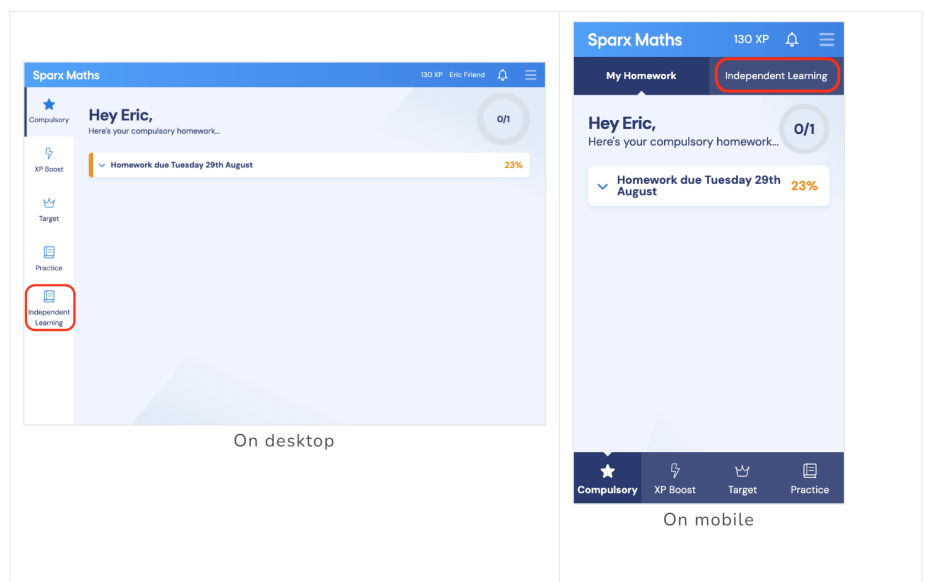 Sparx Maths
130 XP Eric Friend
Compulsory
XP Boost
Target
Practice
Independent
Learning
Hey Eric,
Here's your compulsory homework...
0/1
Homework due Tuesday 29th August
23%
On desktop
Sparx Maths
130 XP
My Homework
Independent Learning
Hey Eric,
Here's your compulsory homework...
0/1
Homework due Tuesday 29th
August
23%
Compulsory
XP Boost
Target
Practice
On mobile